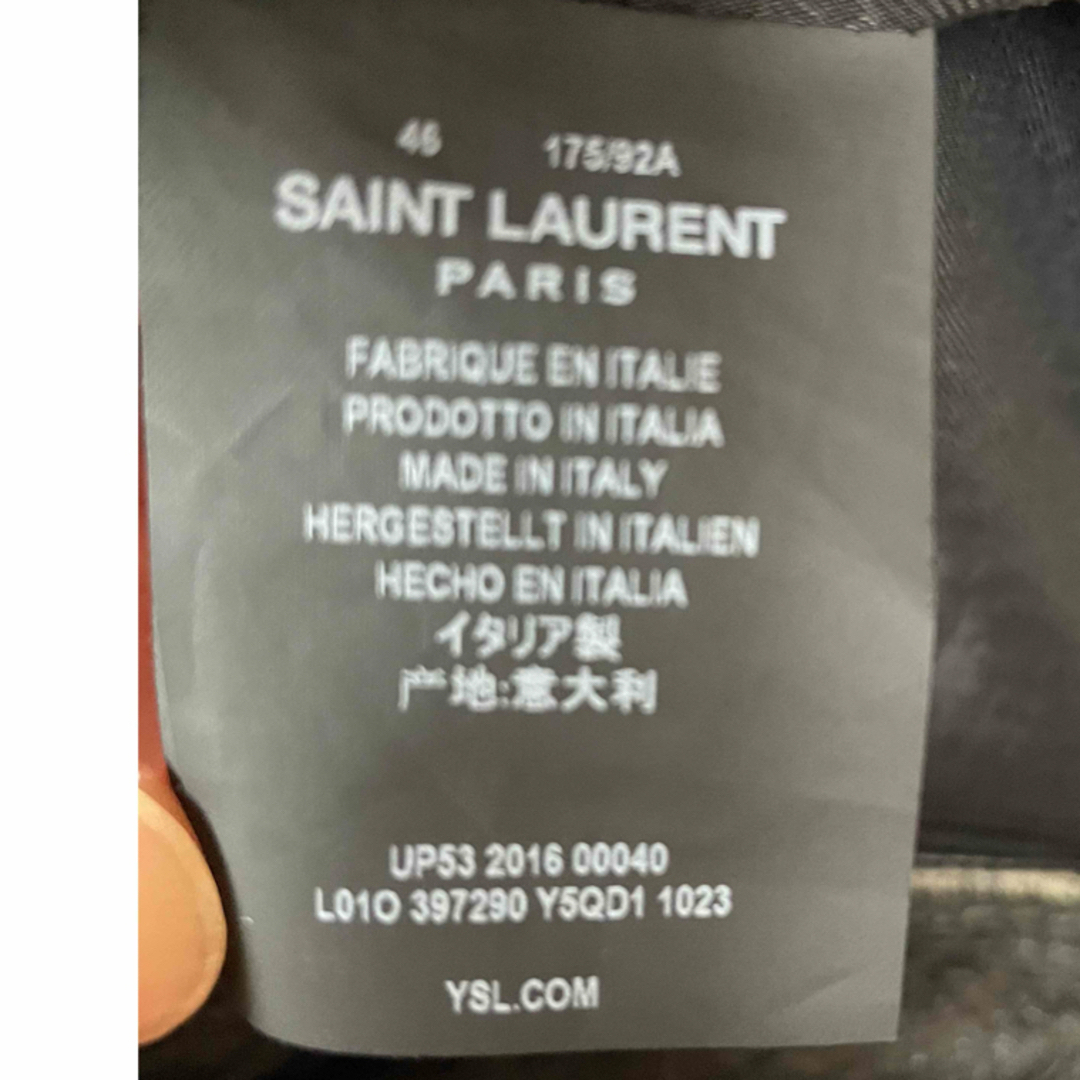 46 175/92A
SAINT LAURENT
PARIS
FABRIQUE EN ITALIE
PRODOTTO IN ITALIA
MADE IN ITALY
HERGESTELLT IN ITALIEN
HECHO EN ITALIA
イタリア製
产地:意大利
UP53 2016 00040
L01O 397290 Y5QD1 1023
YSL.COM